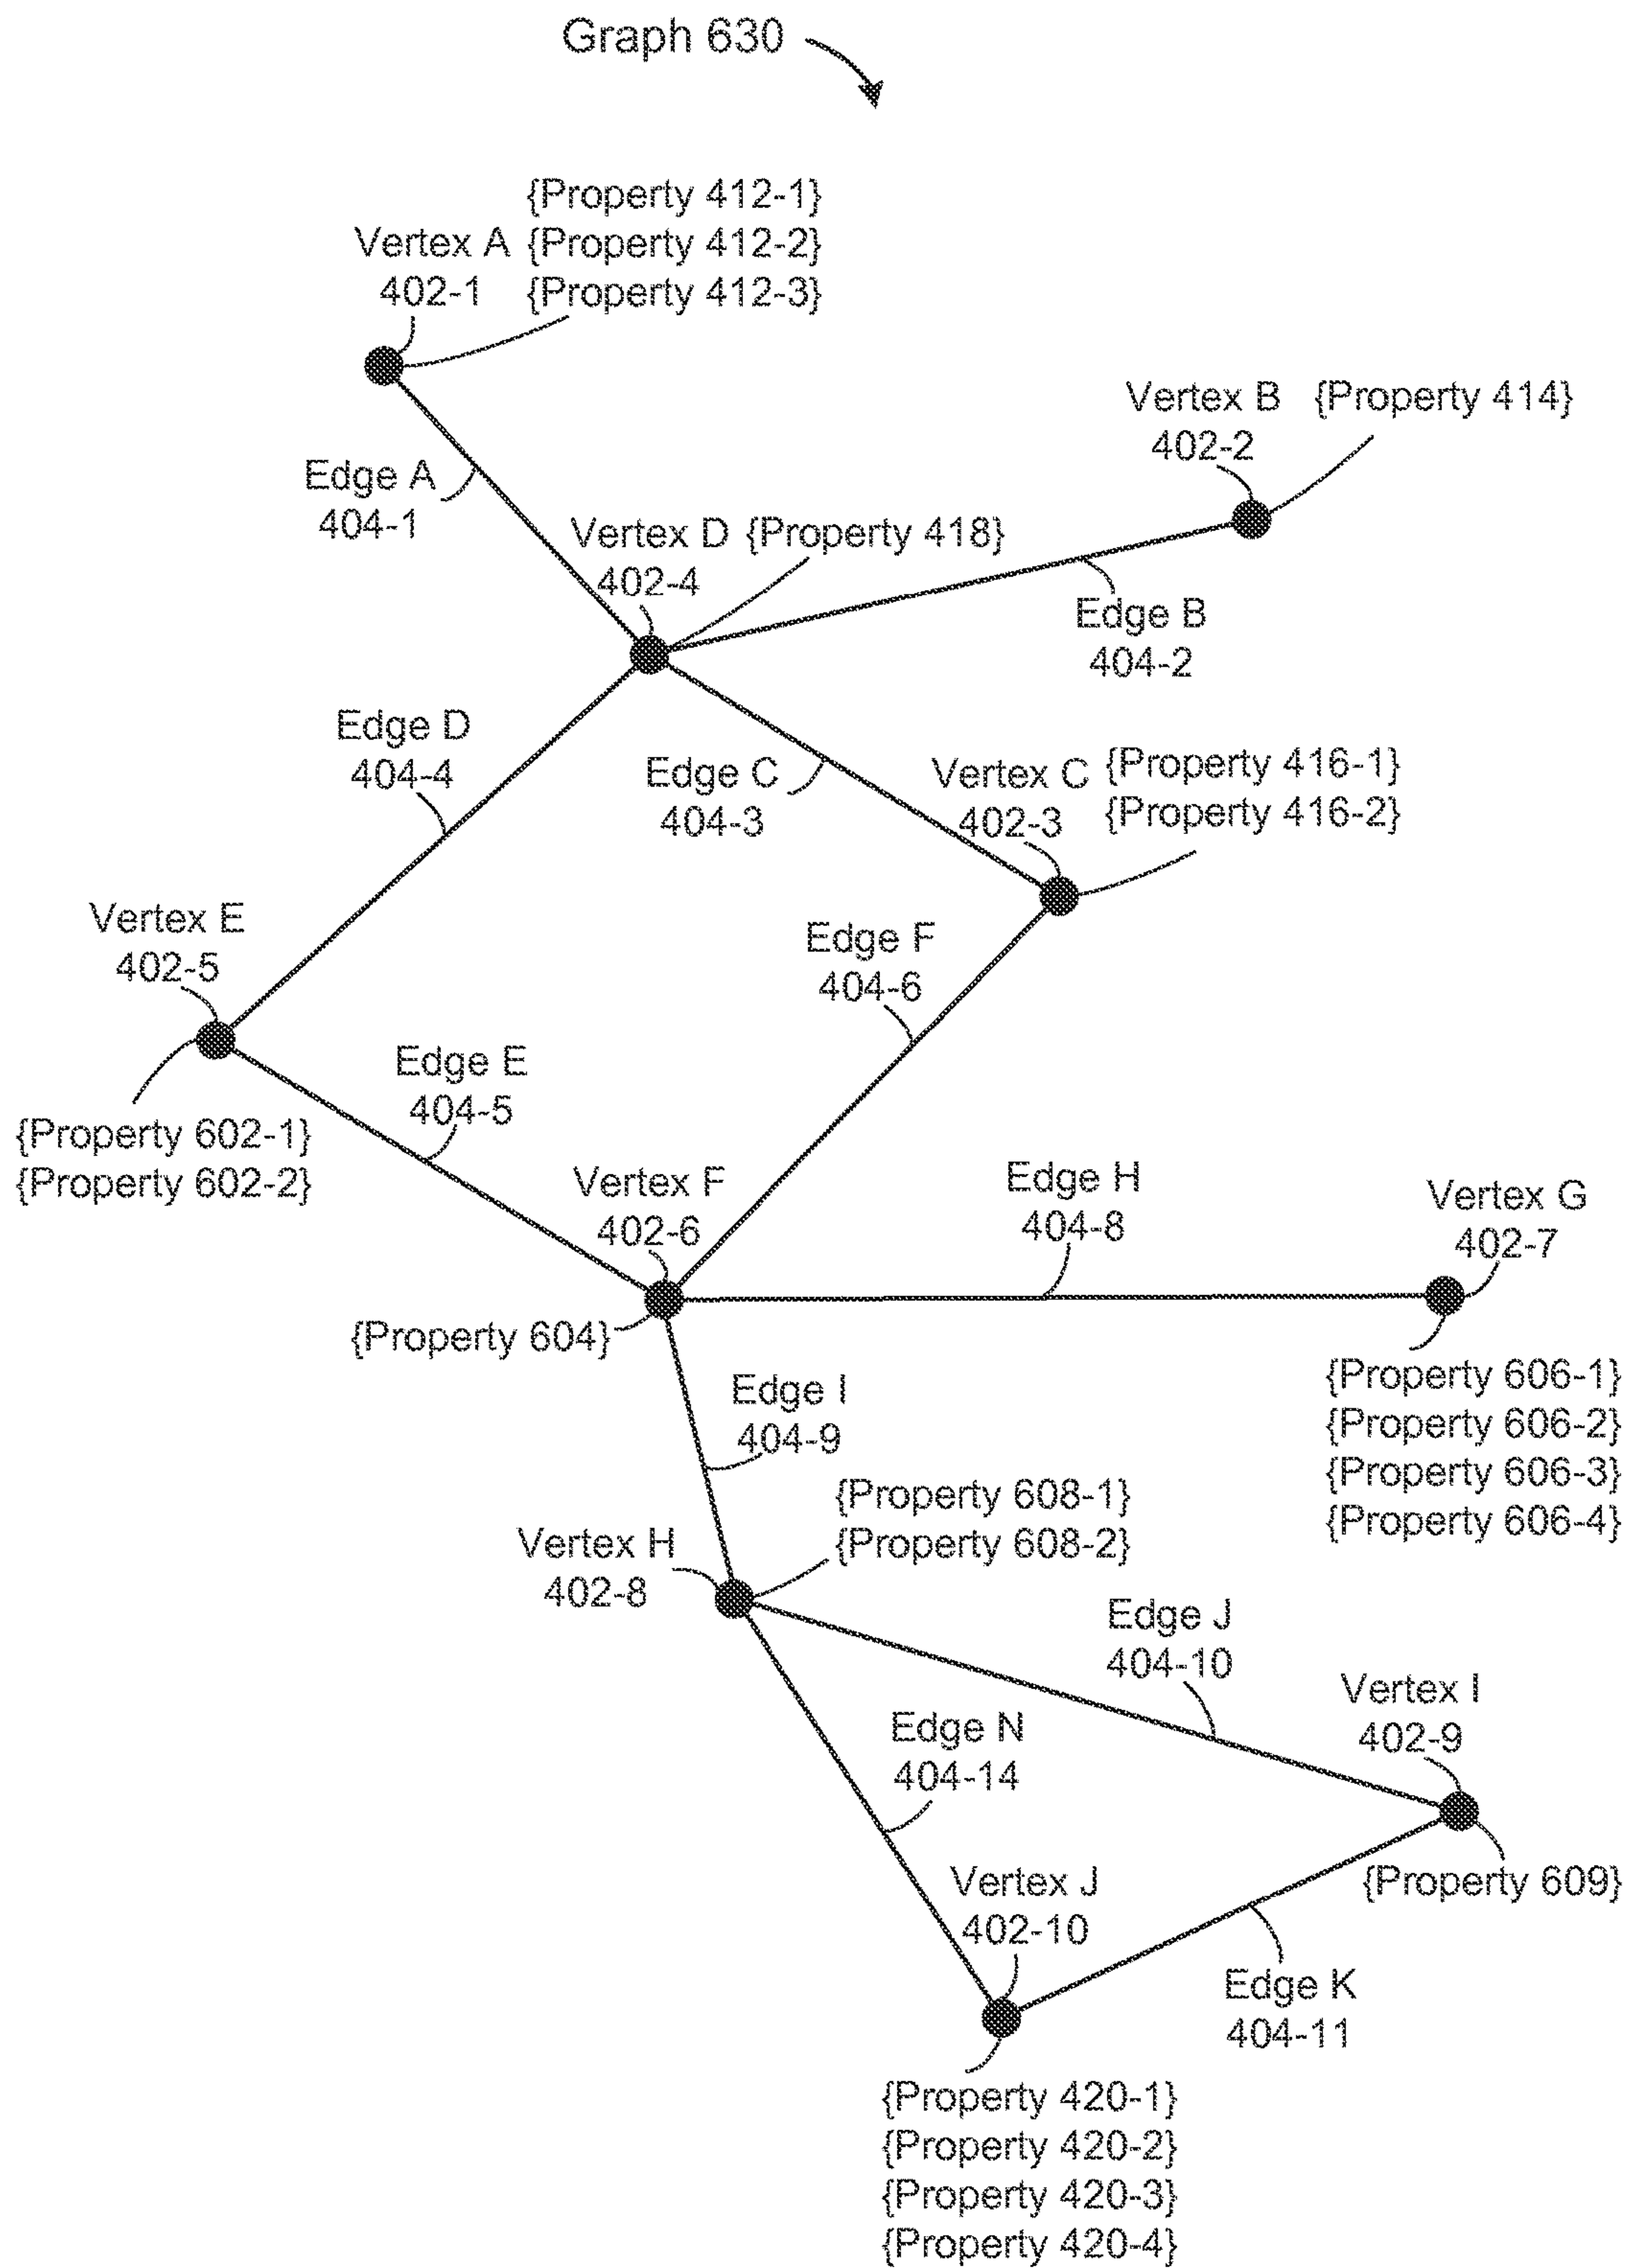 Graph 630
{Property 412-1}
Vertex A {Property 412-2}
402-1 {Property 412-3}
Vertex B {Property 414}
402-2
Edge A
404-1
Vertex D {Property 418}
402-4
Edge B
404-2
Edge D
404-4
Edge C
404-3
Vertex C {Property 416-1}
402-3 {Property 416-2}
Vertex E
402-5
Edge F
404-6
Edge E
404-5
{Property 602-1}
{Property 602-2}
Vertex F
402-6
Edge H
404-8
Vertex G
402-7
{Property 604}
{Property 606-1}
{Property 606-2}
{Property 606-3}
{Property 606-4}
Edge I
404-9
{Property 608-1}
{Property 608-2}
Vertex H
402-8
Edge J
404-10
Vertex I
402-9
Edge N
404-14
{Property 609}
Vertex J
402-10
Edge K
404-11
{Property 420-1}
{Property 420-2}
{Property 420-3}
{Property 420-4}